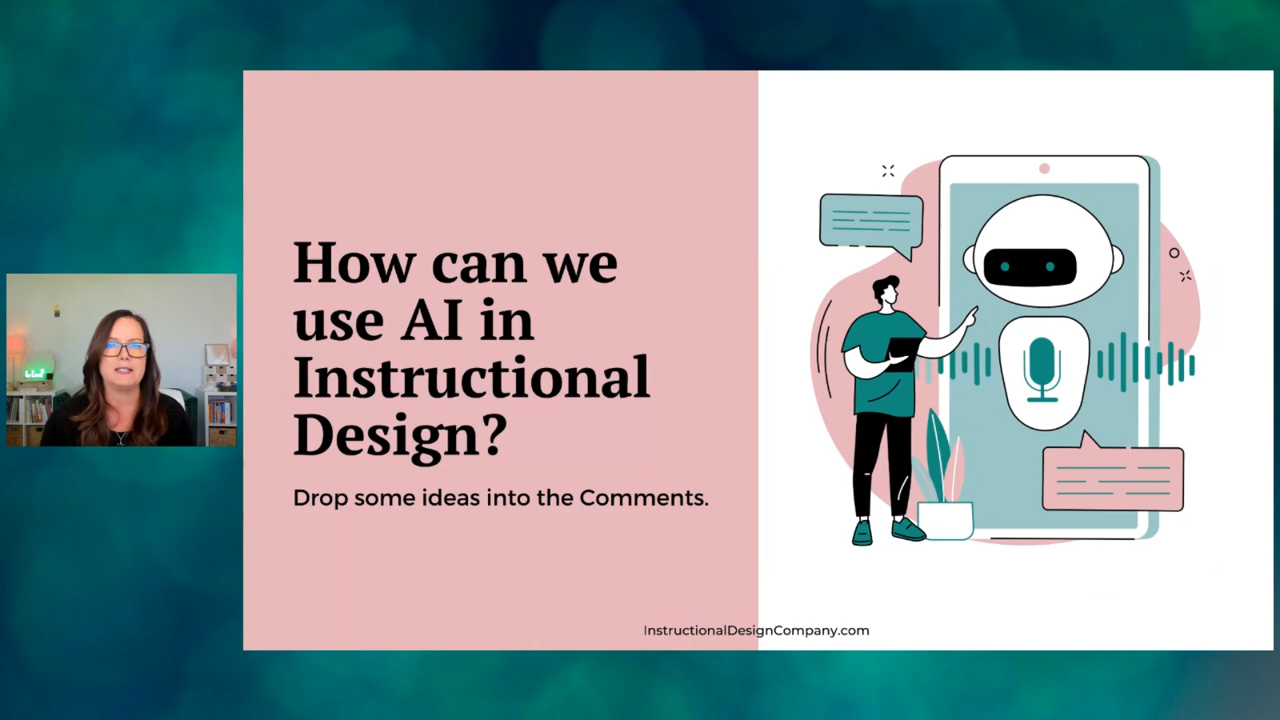 How can we
use AI in
Instructional
Design?
Drop some ideas into the Comments.
InstructionalDesignCompany.com